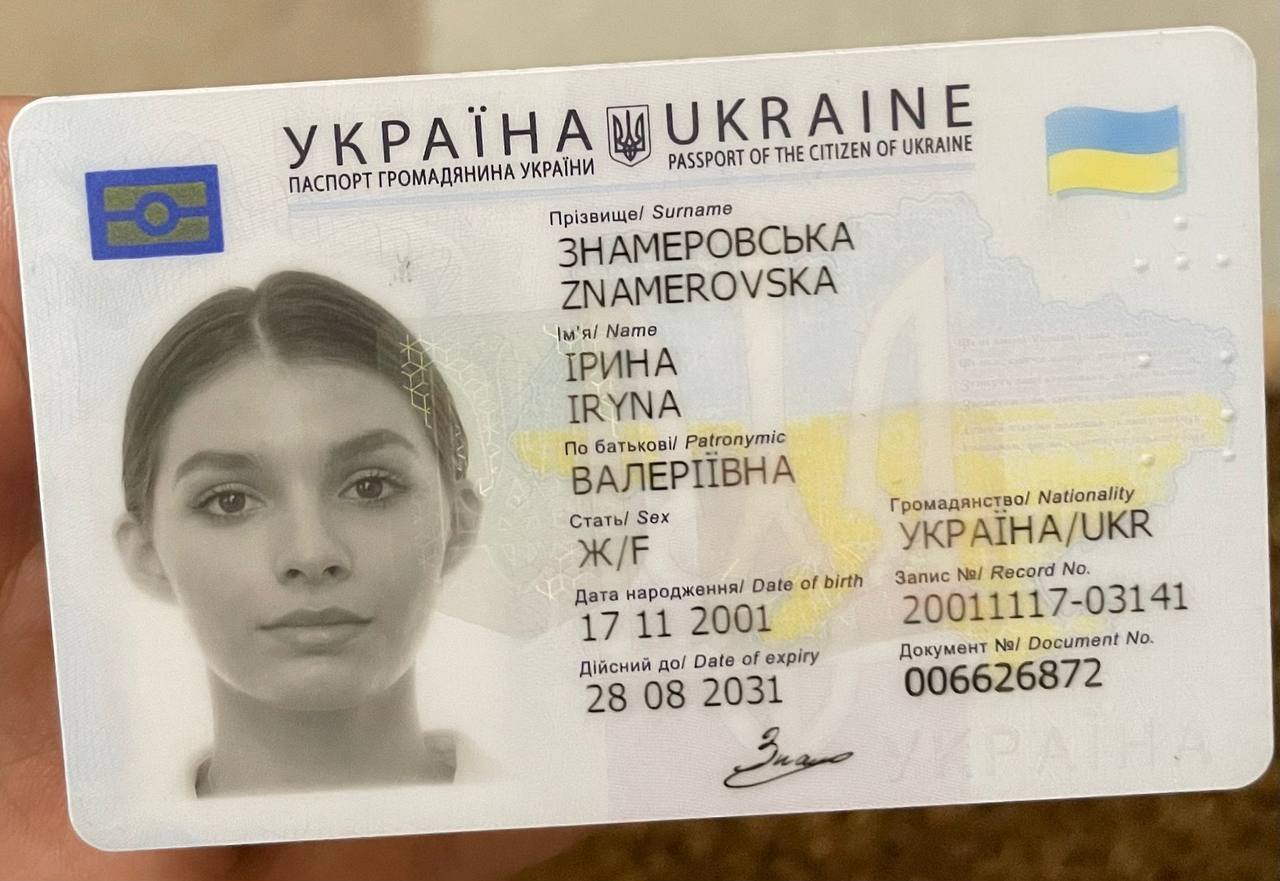 УКРАЇНА UKRAINE
ПАСПОРТ ГРОМАДЯНИНА УКРАЇНИ PASSPORT OF THE CITIZEN OF UKRAINE
Прізвище/ Surname
ЗНАМЕРОВСЬКА
ZNAMEROVSKA
Ім'я/ Name
ІРИНА
IRYNA
По батькові/ Patronymic
ВАЛЕРІЇВНА
Стать/ Sex
Ж/F
Громадянство/ Nationality
УКРАЇНА/UKR
Дата народження/ Date of birth
17 11 2001
Запис №/ Record No.
20011117-03141
Дійсний до/ Date of expiry
28 08 2031
Документ №/ Document No.
006626872
УКРАЇНА